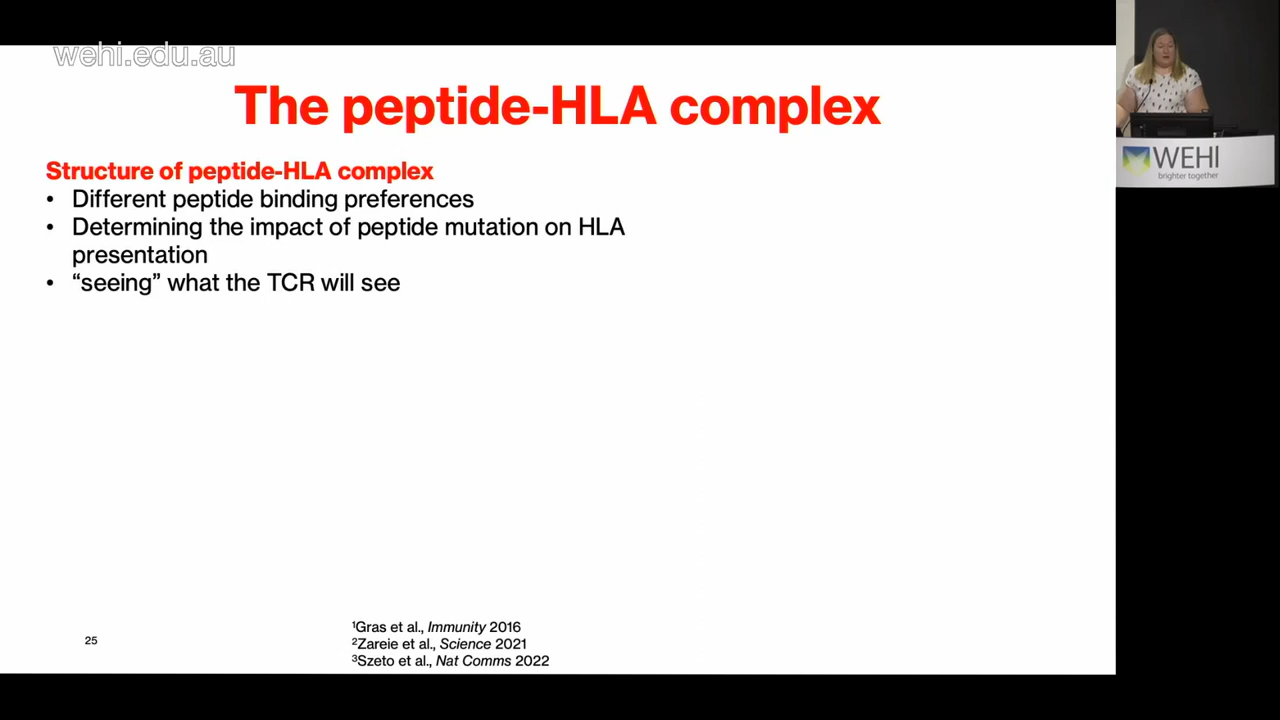 wehi.edu.au
The peptide-HLA complex
Structure of peptide-HLA complex
• Different peptide binding preferences
• Determining the impact of peptide mutation on HLA
presentation
• “seeing” what the TCR will see
25
¹Gras et al., Immunity 2016
²Zareie et al., Science 2021
³Szeto et al., Nat Comms 2022
WEHI
brighter together